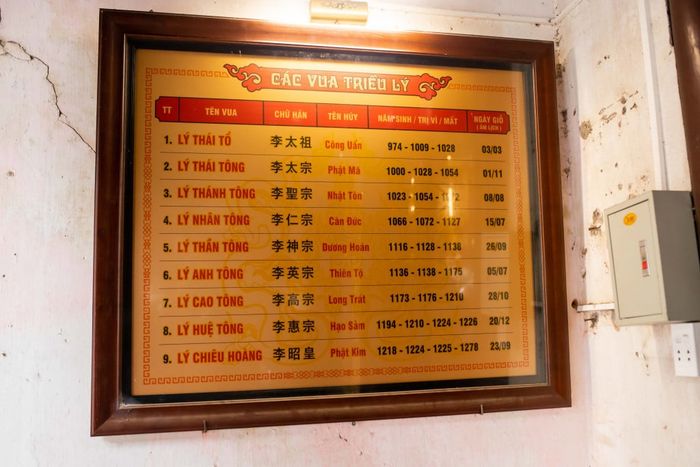 CÁC VUA TRIỀU LÝ
TT TÊN VUA CHỮ HÁN TÊN HÚY NĂM SINH / TRỊ VÌ / MẤT NGÀY GIỖ
(ÂM LỊCH)
1. LÝ THÁI TỔ 李太祖 Công Uẩn 974 - 1009 - 1028 03/03
2. LÝ THÁI TÔNG 李太宗 Phật Mã 1000 - 1028 - 1054 01/11
3. LÝ THÁNH TÔNG 李聖宗 Nhật Tôn 1023 - 1054 - 08/08
4. LÝ NHÂN TÔNG 李仁宗 Càn Đức 1066 - 1072 - 1127 15/07
5. LÝ THẦN TÔNG 李神宗 Dương Hoán 1116 - 1128 - 1138 26/09
6. LÝ ANH TÔNG 李英宗 Thiên Tộ 1136 - 1138 - 1175 05/07
7. LÝ CAO TÔNG 李高宗 Long Trát 1173 - 1176 - 1210 28/10
8. LÝ HUỆ TÔNG 李惠宗 Hạo Sảm 1194 - 1210 - 1224 - 1226 20/12
9. LÝ CHIÊU HOÀNG 李昭皇 Phật Kim 1218 - 1224 - 1225 - 1278 23/09